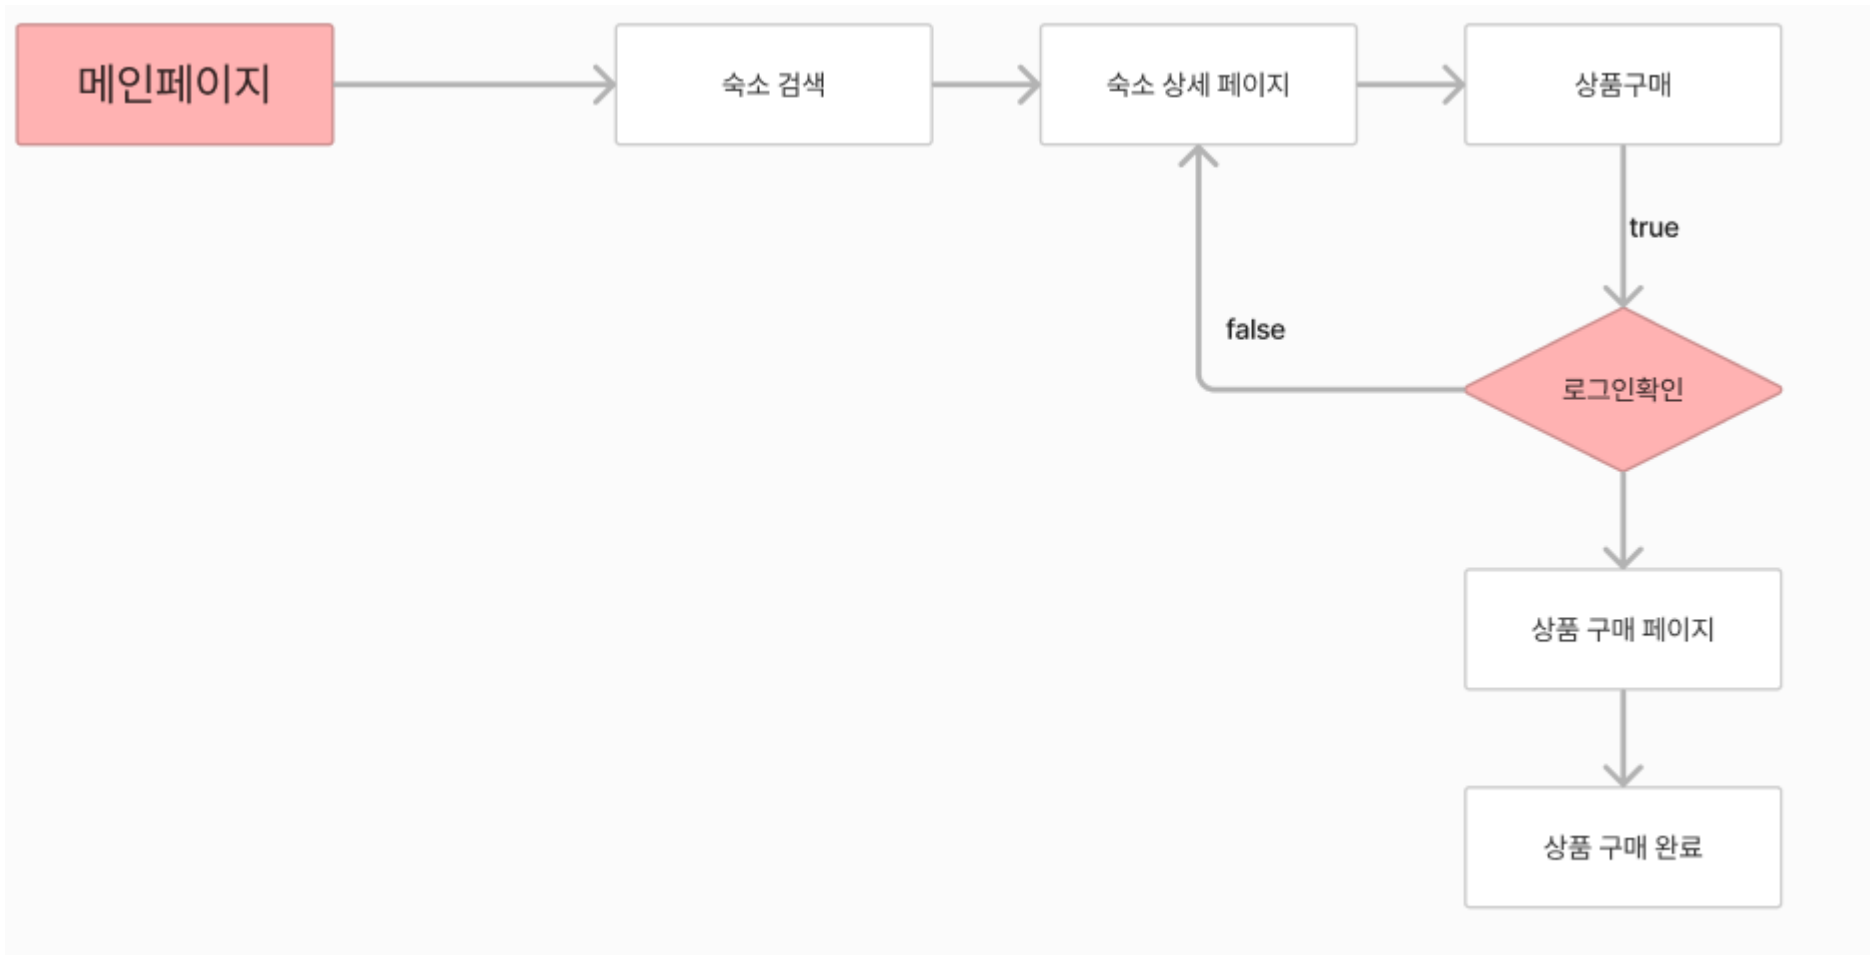 메인페이지
숙소 검색
숙소 상세 페이지
상품구매
true
false
로그인확인
상품 구매 페이지
상품 구매 완료